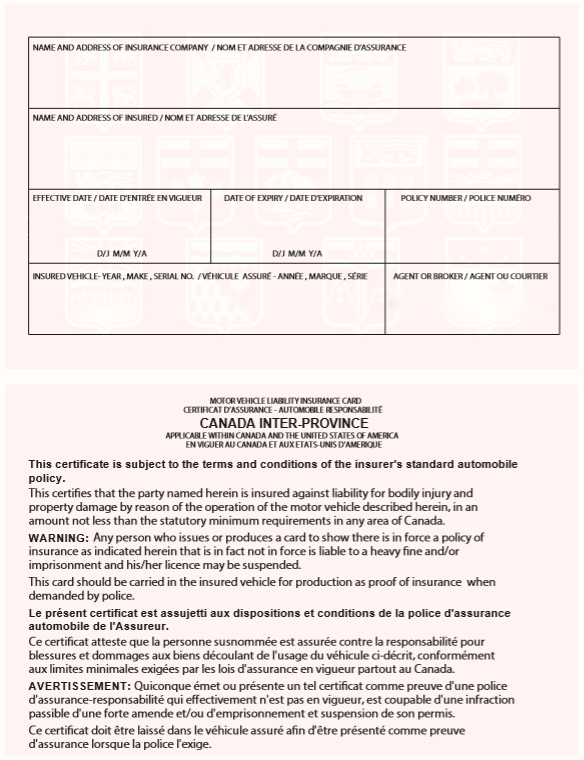 NAME AND ADDRESS OF INSURANCE COMPANY / NOM ET ADRESSE DE LA COMPAGNIE D'ASSURANCE
NAME AND ADDRESS OF INSURED / NOM ET ADRESSE DE L'ASSURÉ
EFFECTIVE DATE / DATE D'ENTRÉE EN VIGUEUR
DATE OF EXPIRY / DATE D'EXPIRATION
POLICY NUMBER / POLICE NUMÉRO
D/J M/M Y/A
D/J M/M Y/A
INSURED VEHICLE- YEAR , MAKE , SERIAL NO. / VÉHICULE ASSURÉ - ANNÉE , MARQUE , SÉRIE
AGENT OR BROKER / AGENT OU COURTIER
MOTOR VEHICLE LIABILITY INSURANCE CARD
CERTIFICAT D'ASSURANCE - AUTOMOBILE RESPONSABILITÉ
CANADA INTER-PROVINCE
APPLICABLE WITHIN CANADA AND THE UNITED STATES OF AMERICA
EN VIGUER AU CANADA ET AUX ETATS-UNIS D'AMERIQUE
This certificate is subject to the terms and conditions of the insurer's standard automobile
policy.
This certifies that the party named herein is insured against liability for bodily injury and
property damage by reason of the operation of the motor vehicle described herein, in an
amount not less than the statutory minimum requirements in any area of Canada.
WARNING: Any person who issues or produces a card to show there is in force a policy of
insurance as indicated herein that is in fact not in force is liable to a heavy fine and/or
imprisonment and his/her licence may be suspended.
This card should be carried in the insured vehicle for production as proof of insurance when
demanded by police.
Le présent certificat est assujetti aux dispositions et conditions de la police d'assurance
automobile de l'Assureur.
Ce certificat atteste que la personne susnommée est assurée contre la responsabilité pour
blessures et dommages aux biens découlant de l'usage du véhicule ci-décrit, conformément
aux limites minimales exigées par les lois d'assurance en vigueur partout au Canada.
AVERTISSEMENT: Quiconque émet ou présente un tel certificat comme preuve d'une police
d'assurance-responsabilité qui effectivement n'est pas en vigueur, est coupable d'une infraction
passible d'une forte amende et/ou d'emprisonnement et suspension de son permis.
Ce certificat doit être laissé dans le véhicule assuré afin d'être présenté comme preuve
d'assurance lorsque la police l'exige.